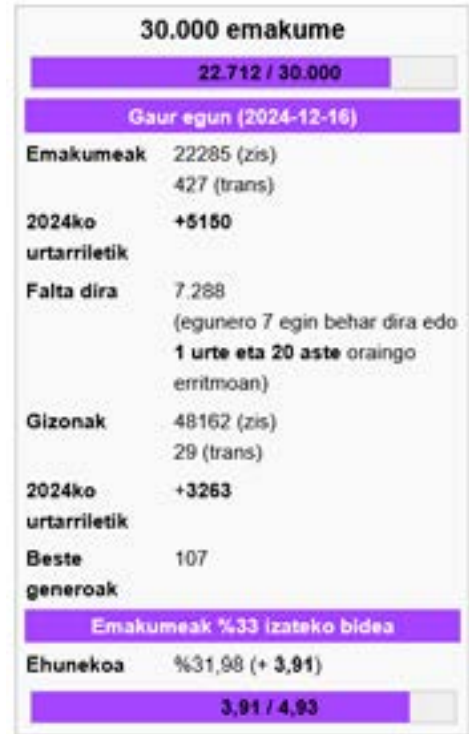 30.000 emakume
22.712 / 30.000
Gaur egun (2024-12-16)
Emakumeak 22285 (zis)
427 (trans)
2024ko +5150
urtarriletik
Falta dira 7.288
(egunero 7 egin behar dira edo
1 urte eta 20 aste oraingo
erritmoan)
Gizonak 48162 (zis)
29 (trans)
2024ko +3263
urtarriletik
Beste 107
generoak
Emakumeak %33 izateko bidea
Ehunekoa %31,98 (+ 3,91)
3,91 / 4,93